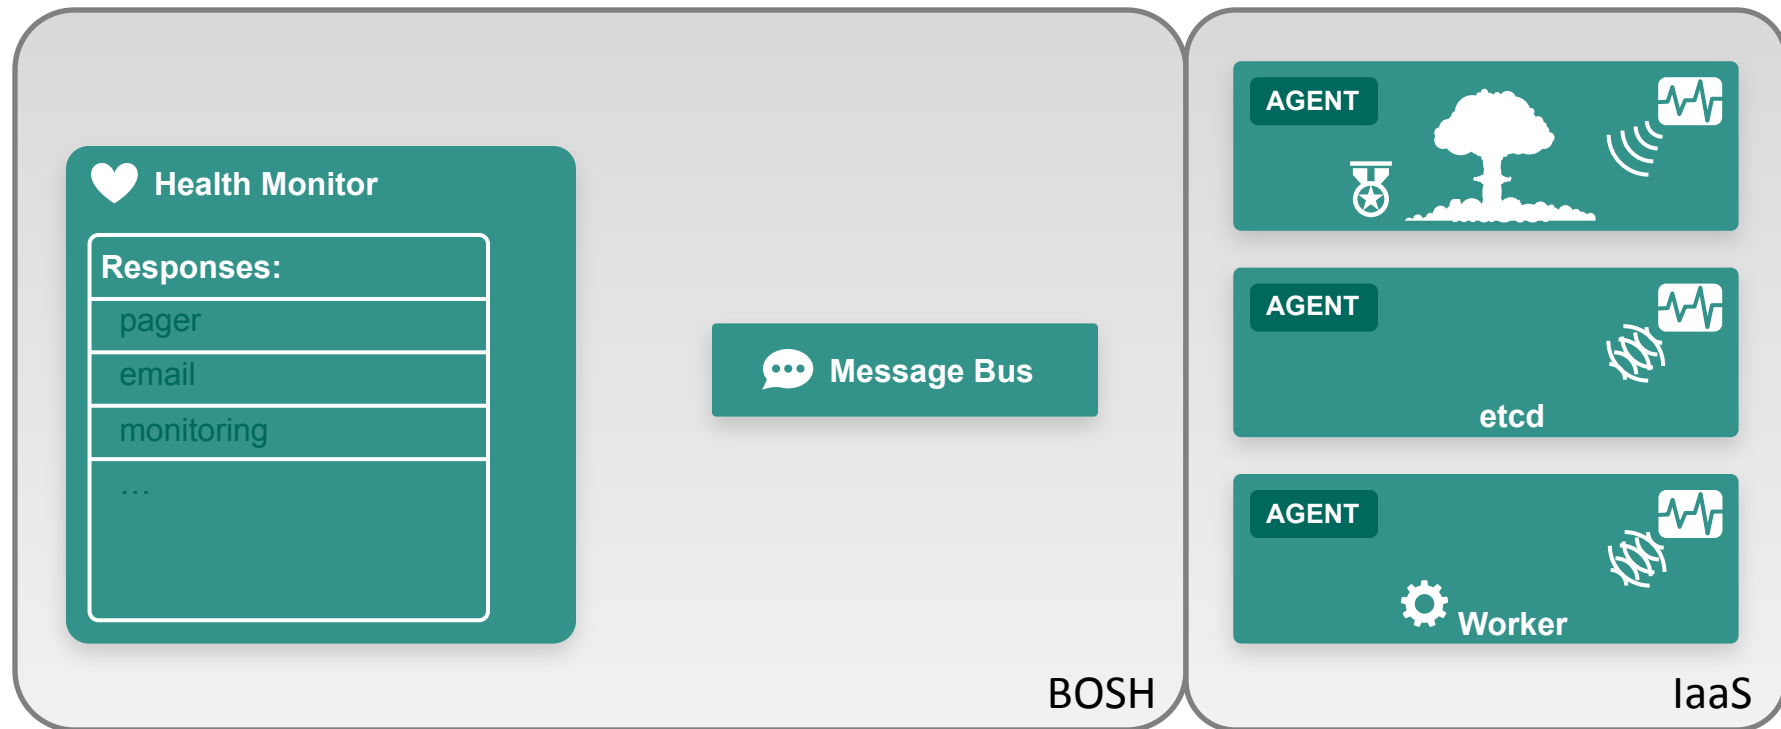 Health Monitor
Responses:
pager
email
monitoring
…
Message Bus
BOSH
AGENT
AGENT
etcd
AGENT
Worker
IaaS